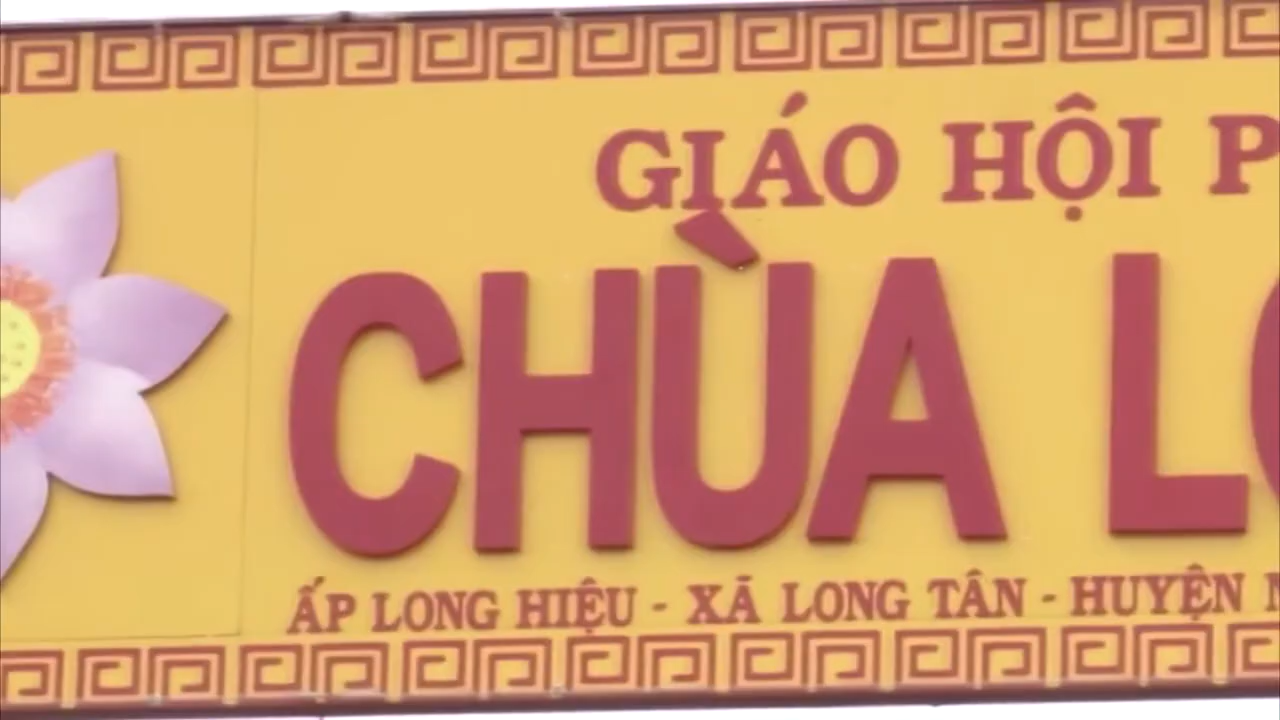 GIÁO HỘI P
CHÙA L
ẤP LONG HIỆU - XÃ LONG TÂN - HUYỆN